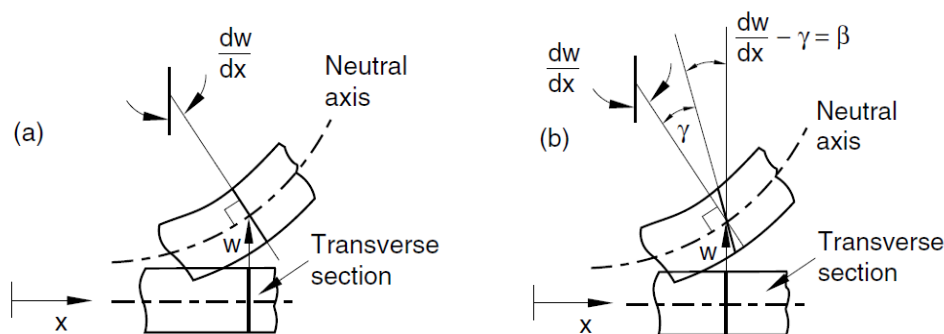 (a)
dw
dx
Neutral
axis
w
Transverse
section
x
(b)
dw
dx
dw
dx
− γ = β
γ
Neutral
axis
w
Transverse
section
x